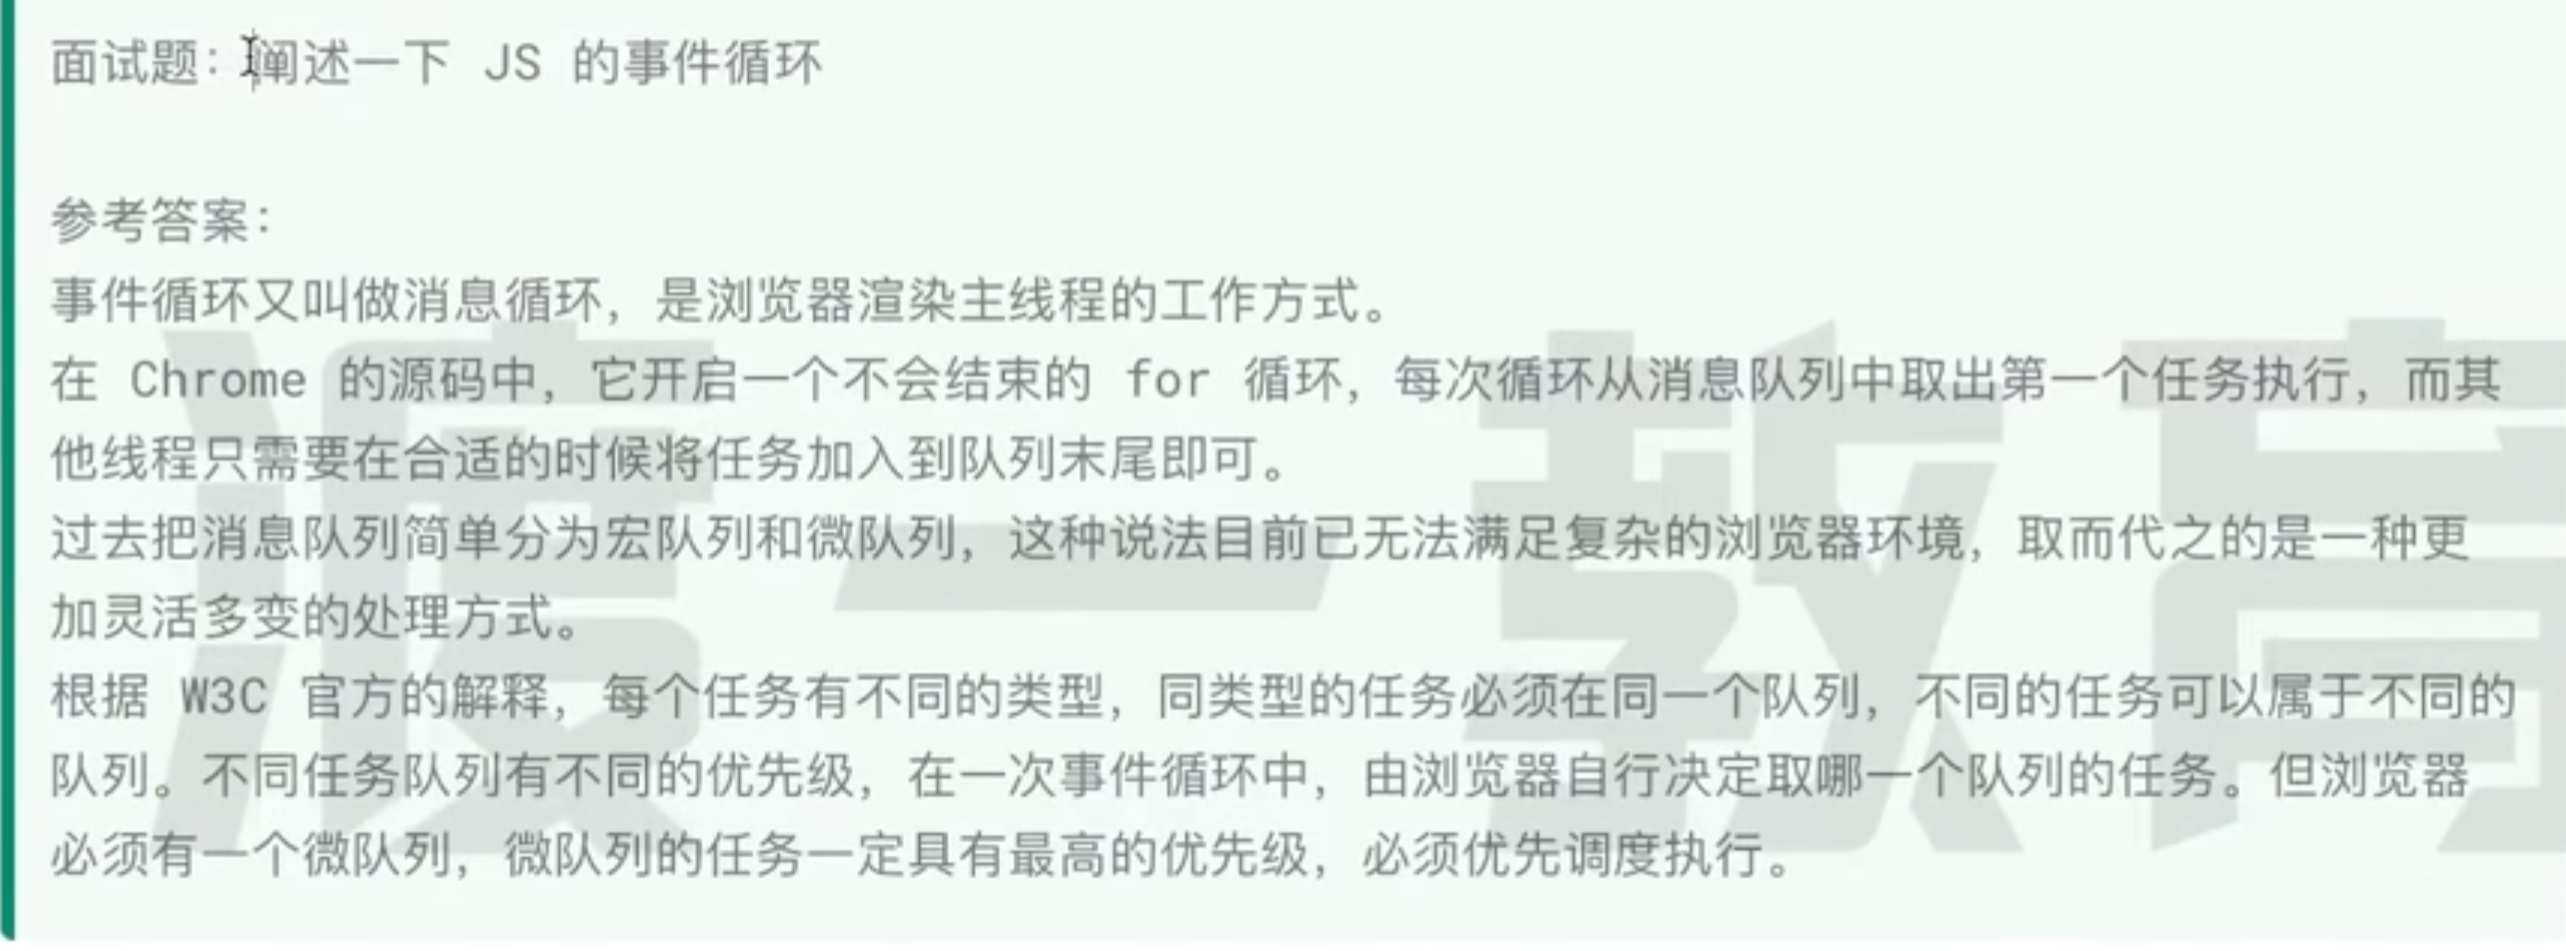 面试题：阐述一下 JS 的事件循环
参考答案：
事件循环又叫做消息循环，是浏览器渲染主线程的工作方式。
在 Chrome 的源码中，它开启一个不会结束的 for 循环，每次循环从消息队列中取出第一个任务执行，而其
他线程只需要在合适的时候将任务加入到队列末尾即可。
过去把消息队列简单分为宏队列和微队列，这种说法目前已无法满足复杂的浏览器环境，取而代之的是一种更
加灵活多变的处理方式。
根据 W3C 官方的解释，每个任务有不同的类型，同类型的任务必须在同一个队列，不同的任务可以属于不同的
队列。不同任务队列有不同的优先级，在一次事件循环中，由浏览器自行决定取哪一个队列的任务。但浏览器
必须有一个微队列，微队列的任务一定具有最高的优先级，必须优先调度执行。
渡一教育